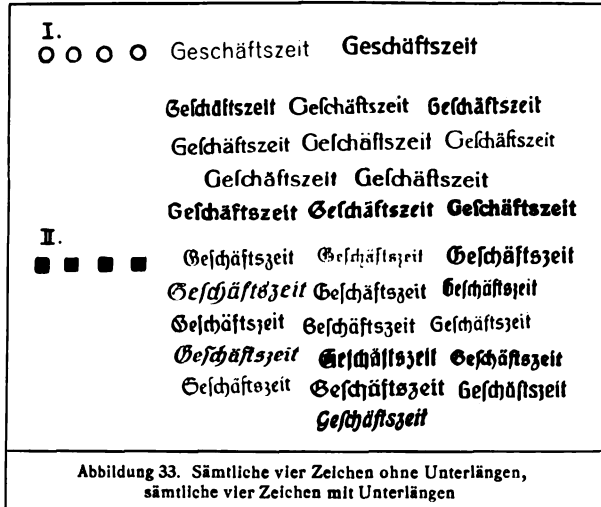 I.
Geschäftszeit Geschäftszeit
Geſchäftszeit Geſchäftszeit Geſchäftszeit
Geſchäftszeit Geſchäftszeit Geſchäftszeit
Geſchäftszeit Geſchäftszeit
Geſchäftszeit Geſchäftszeit Geſchäftszeit
II.
Geſchäftszeit Geſchäftszeit Geſchäftszeit
Geſchäftszeit Geſchäftszeit Geſchäftszeit
Geſchäftszeit Geſchäftszeit Geſchäftszeit
Geſchäftszeit Geſchäftszeit Geſchäftszeit
Geſchäftszeit Geſchäftszeit Geſchäftszeit
Geſchäftszeit
Abbildung 33. Sämtliche vier Zeichen ohne Unterlängen,
sämtliche vier Zeichen mit Unterlängen